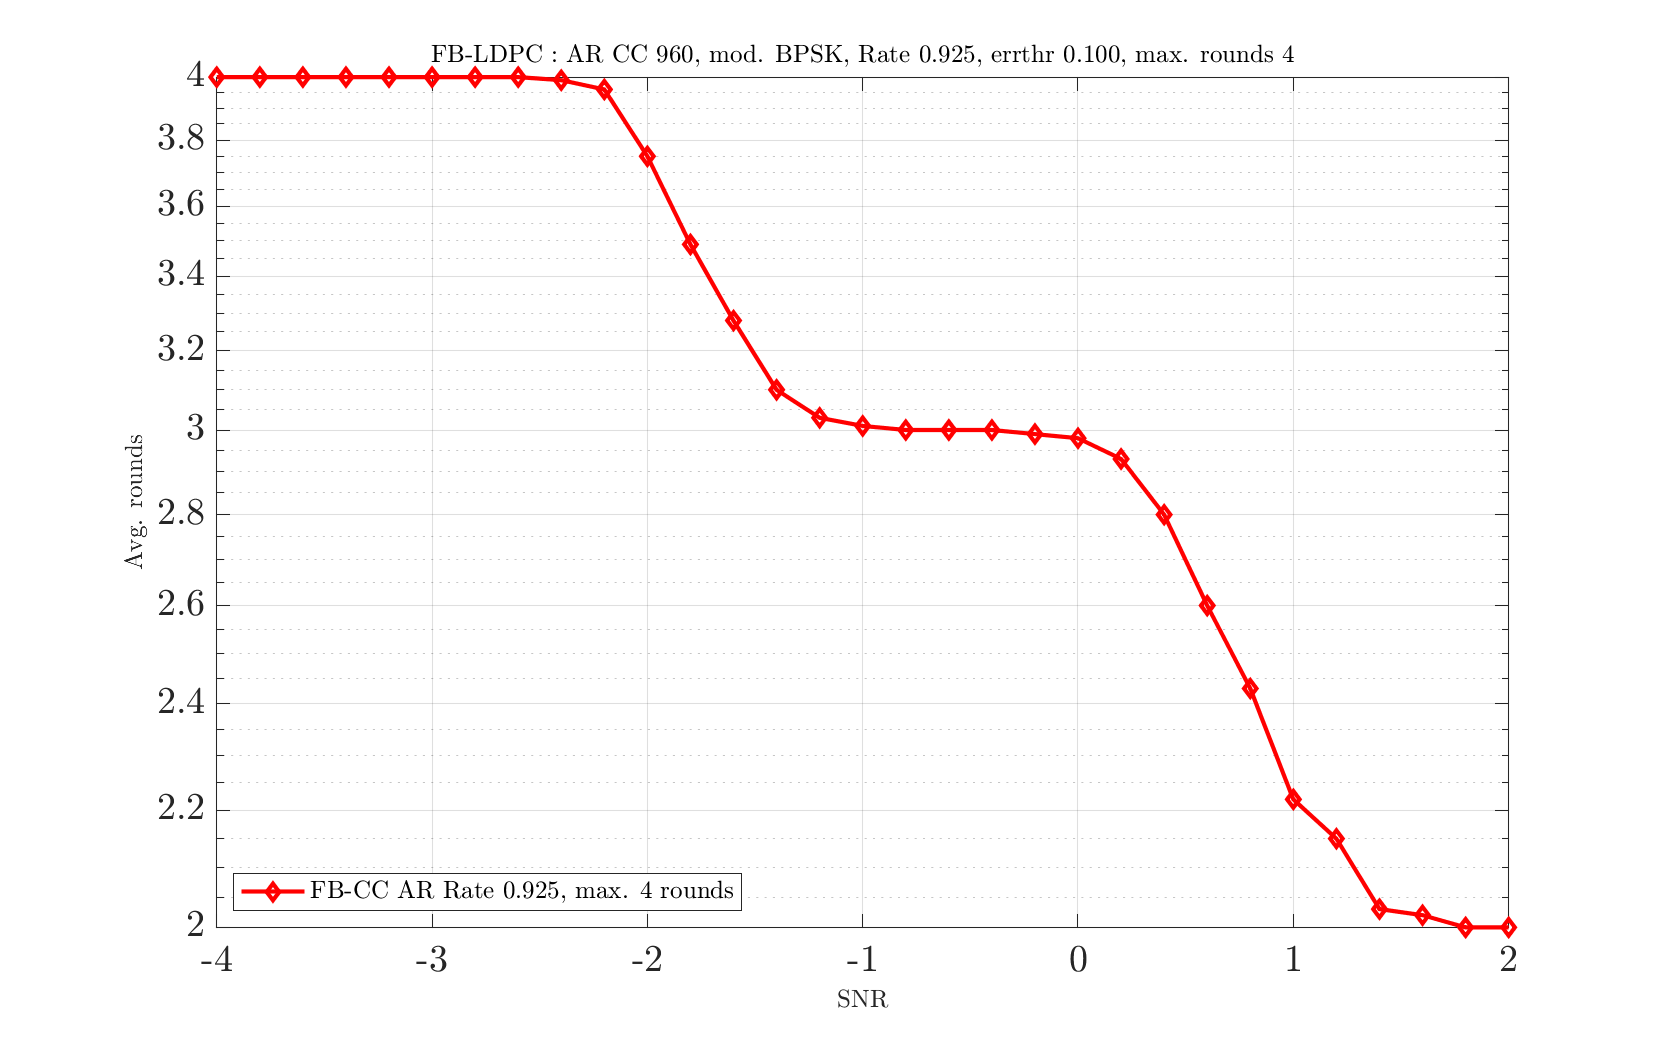 FB-LDPC : AR CC 960, mod. BPSK, Rate 0.925, errthr 0.100, max. rounds 4
4
3.8
3.6
3.4
3.2
3
2.8
2.6
2.4
2.2
2
Avg. rounds
FB-CC AR Rate 0.925, max. 4 rounds
-4 -3 -2 -1 0 1 2
SNR